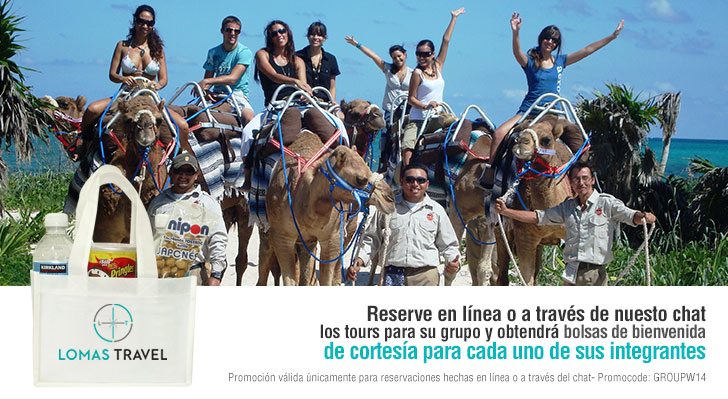 nipon
JAPONÉS
KIRKLAND
Pringles
LOMAS TRAVEL
Reserve en línea o a través de nuesto chat
los tours para su grupo y obtendrá bolsas de bienvenida
de cortesía para cada uno de sus integrantes
Promoción válida únicamente para reservaciones hechas en línea o a través del chat- Promocode: GROUPW14